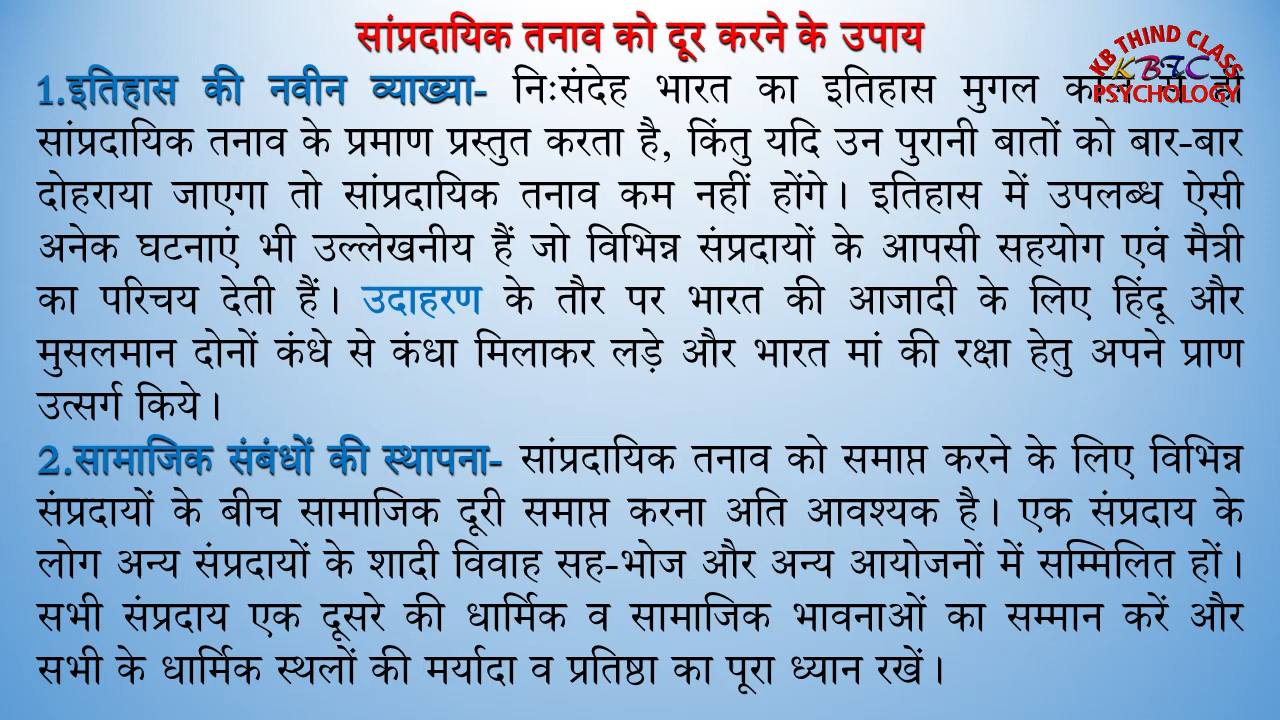 सांप्रदायिक तनाव को दूर करने के उपाय
KB THIND CLASS
KBTC
PSYCHOLOGY
1.इतिहास की नवीन व्याख्या- निःसंदेह भारत का इतिहास मुगल
सांप्रदायिक तनाव के प्रमाण प्रस्तुत करता है, किंतु यदि उन पुरानी बातों को बार-बार
दोहराया जाएगा तो सांप्रदायिक तनाव कम नहीं होंगे। इतिहास में उपलब्ध ऐसी
अनेक घटनाएं भी उल्लेखनीय हैं जो विभिन्न संप्रदायों के आपसी सहयोग एवं मैत्री
का परिचय देती हैं। उदाहरण के तौर पर भारत की आजादी के लिए हिंदू और
मुसलमान दोनों कंधे से कंधा मिलाकर लड़े और भारत मां की रक्षा हेतु अपने प्राण
उत्सर्ग किये।
2.सामाजिक संबंधों की स्थापना- सांप्रदायिक तनाव को समाप्त करने के लिए विभिन्न
संप्रदायों के बीच सामाजिक दूरी समाप्त करना अति आवश्यक है। एक संप्रदाय के
लोग अन्य संप्रदायों के शादी विवाह सह-भोज और अन्य आयोजनों में सम्मिलित हों।
सभी संप्रदाय एक दूसरे की धार्मिक व सामाजिक भावनाओं का सम्मान करें और
सभी के धार्मिक स्थलों की मर्यादा व प्रतिष्ठा का पूरा ध्यान रखें।